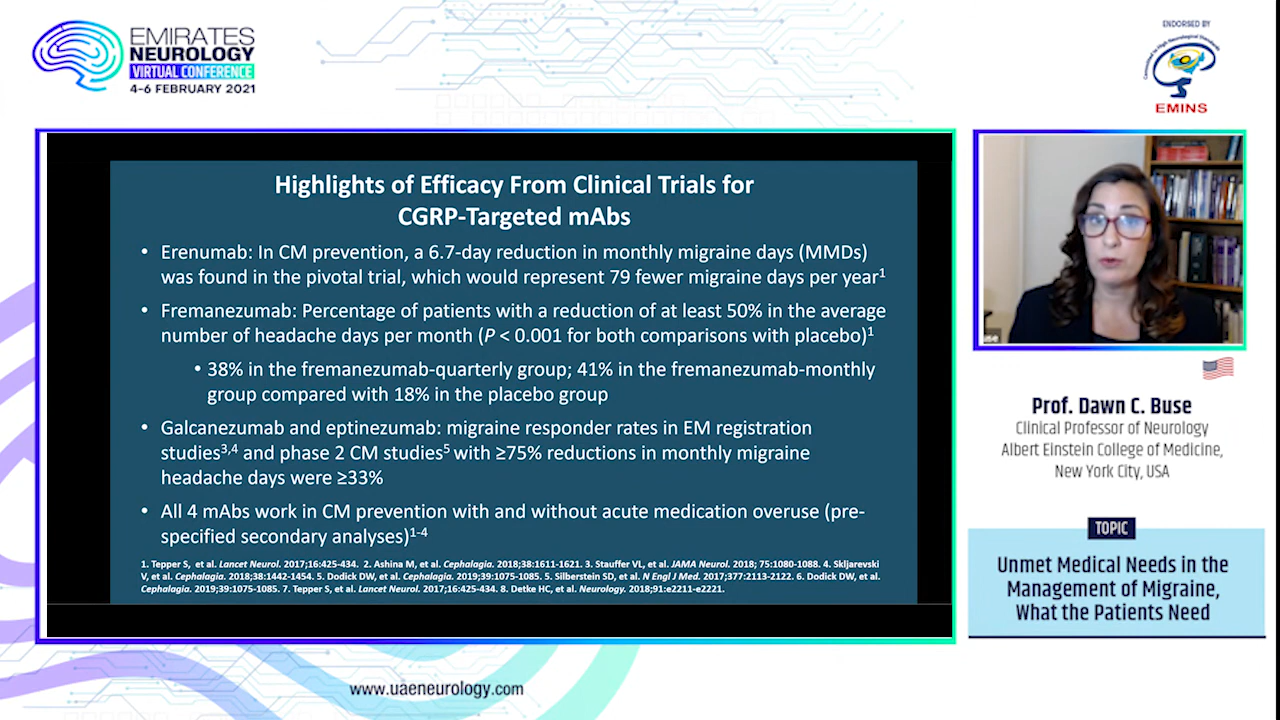 EMIRATES
NEUROLOGY
VIRTUAL CONFERENCE
4-6 FEBRUARY 2021
ENDORSED BY
EMINS
Highlights of Efficacy From Clinical Trials for
CGRP-Targeted mAbs
• Erenumab: In CM prevention, a 6.7-day reduction in monthly migraine days (MMDs)
was found in the pivotal trial, which would represent 79 fewer migraine days per year1
• Fremanezumab: Percentage of patients with a reduction of at least 50% in the average
number of headache days per month (P < 0.001 for both comparisons with placebo)1
• 38% in the fremanezumab-quarterly group; 41% in the fremanezumab-monthly
group compared with 18% in the placebo group
• Galcanezumab and eptinezumab: migraine responder rates in EM registration
studies3,4 and phase 2 CM studies5 with ≥75% reductions in monthly migraine
headache days were ≥33%
• All 4 mAbs work in CM prevention with and without acute medication overuse (pre-
specified secondary analyses)1-4
1. Tepper S, et al. Lancet Neurol. 2017;16:425-434. 2. Ashina M, et al. Cephalagia. 2018;38:1611-1621. 3. Stauffer VL, et al. JAMA Neurol. 2018; 75:1080-1088. 4. Skljarevski
V, et al. Cephalagia. 2018:38:1442-1454. 5. Dodick DW, et al. Cephalagia. 2019;39:1075-1085. 5. Silberstein SD, et al. N Engl J Med. 2017;377:2113-2122. 6. Dodick DW, et al.
Cephalagia. 2019;39:1075-1085. 7. Tepper S, et al. Lancet Neurol. 2017;16:425-434. 8. Detke HC, et al. Neurology. 2018;91:e2211-e2221.
Prof. Dawn C. Buse
Clinical Professor of Neurology
Albert Einstein College of Medicine,
New York City, USA
TOPIC
Unmet Medical Needs in the
Management of Migraine,
What the Patients Need
www.uaeneurology.com